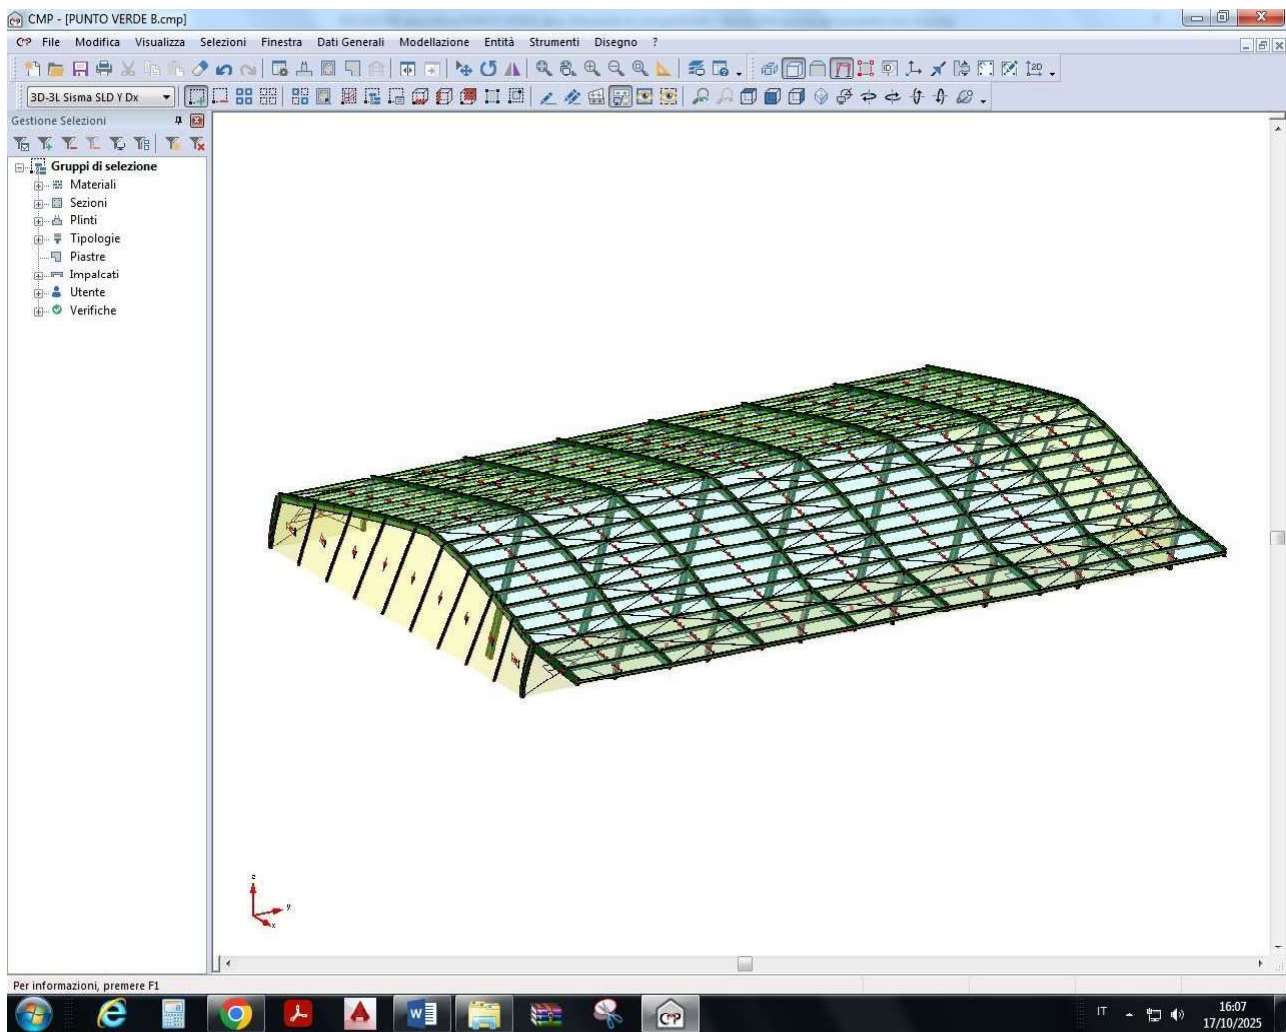 CMP - [PUNTO VERDE B.cmp]
File Modifica Visualizza Selezioni Finestra Dati Generali Modellazione Entità Strumenti Disegno ?
3D-3L Sisma SLD Y Dx
Gestione Selezioni
Gruppi di selezione
Materiali
Sezioni
Plinti
Tipologie
Piastre
Impalcati
Utente
Verifiche
z
y
x
Per informazioni, premere F1
IT
16:07
17/10/2025